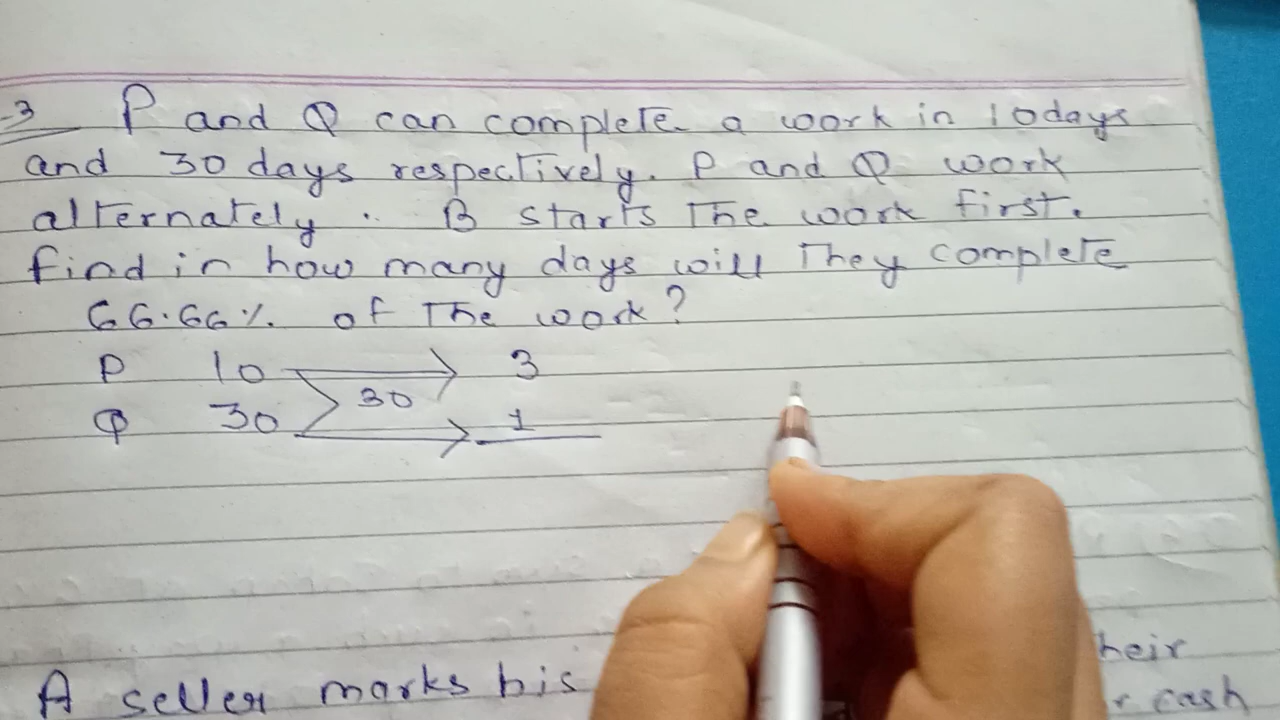 -3 P and Q can complete a work in 10 days
and 30 days respectively. P and Q work
alternately. B starts The work first.
find in how many days will They complete
66.66% of The work?
P 10 3
30
Q 30 1
A seller marks his heir
r cash